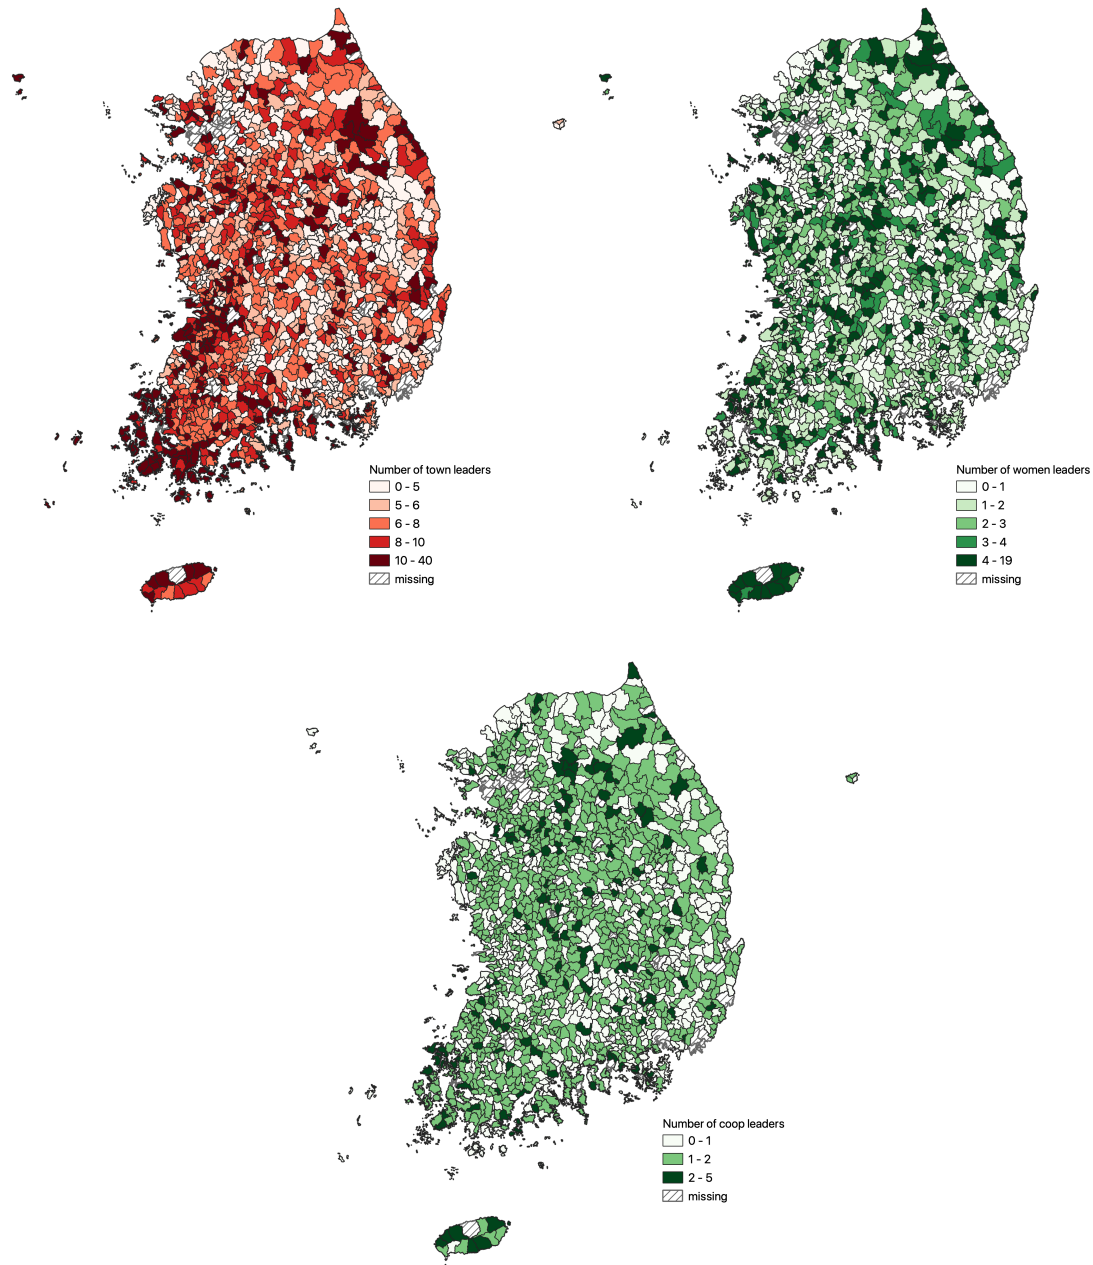 Number of town leaders
0 - 5
5 - 6
6 - 8
8 - 10
10 - 40
missing
Number of women leaders
0 - 1
1 - 2
2 - 3
3 - 4
4 - 19
missing
Number of coop leaders
0 - 1
1 - 2
2 - 5
missing